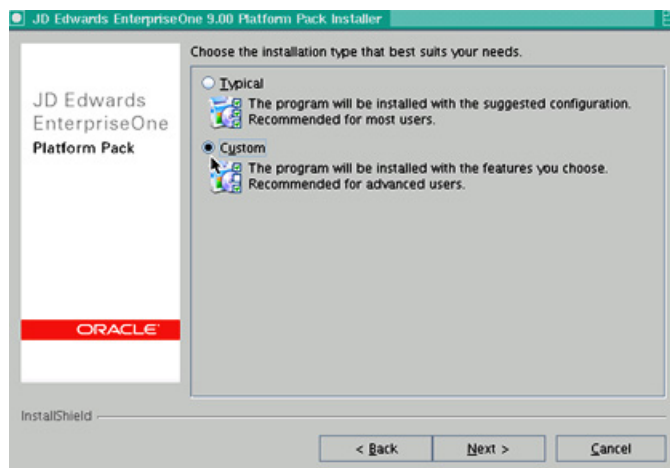 JD Edwards EnterpriseOne 9.00 Platform Pack Installer
Choose the installation type that best suits your needs.
JD Edwards
EnterpriseOne
Platform Pack
Typical
The program will be installed with the suggested configuration.
Recommended for most users.
Custom
The program will be installed with the features you choose.
Recommended for advanced users.
ORACLE
InstallShield
< Back
Next >
Cancel